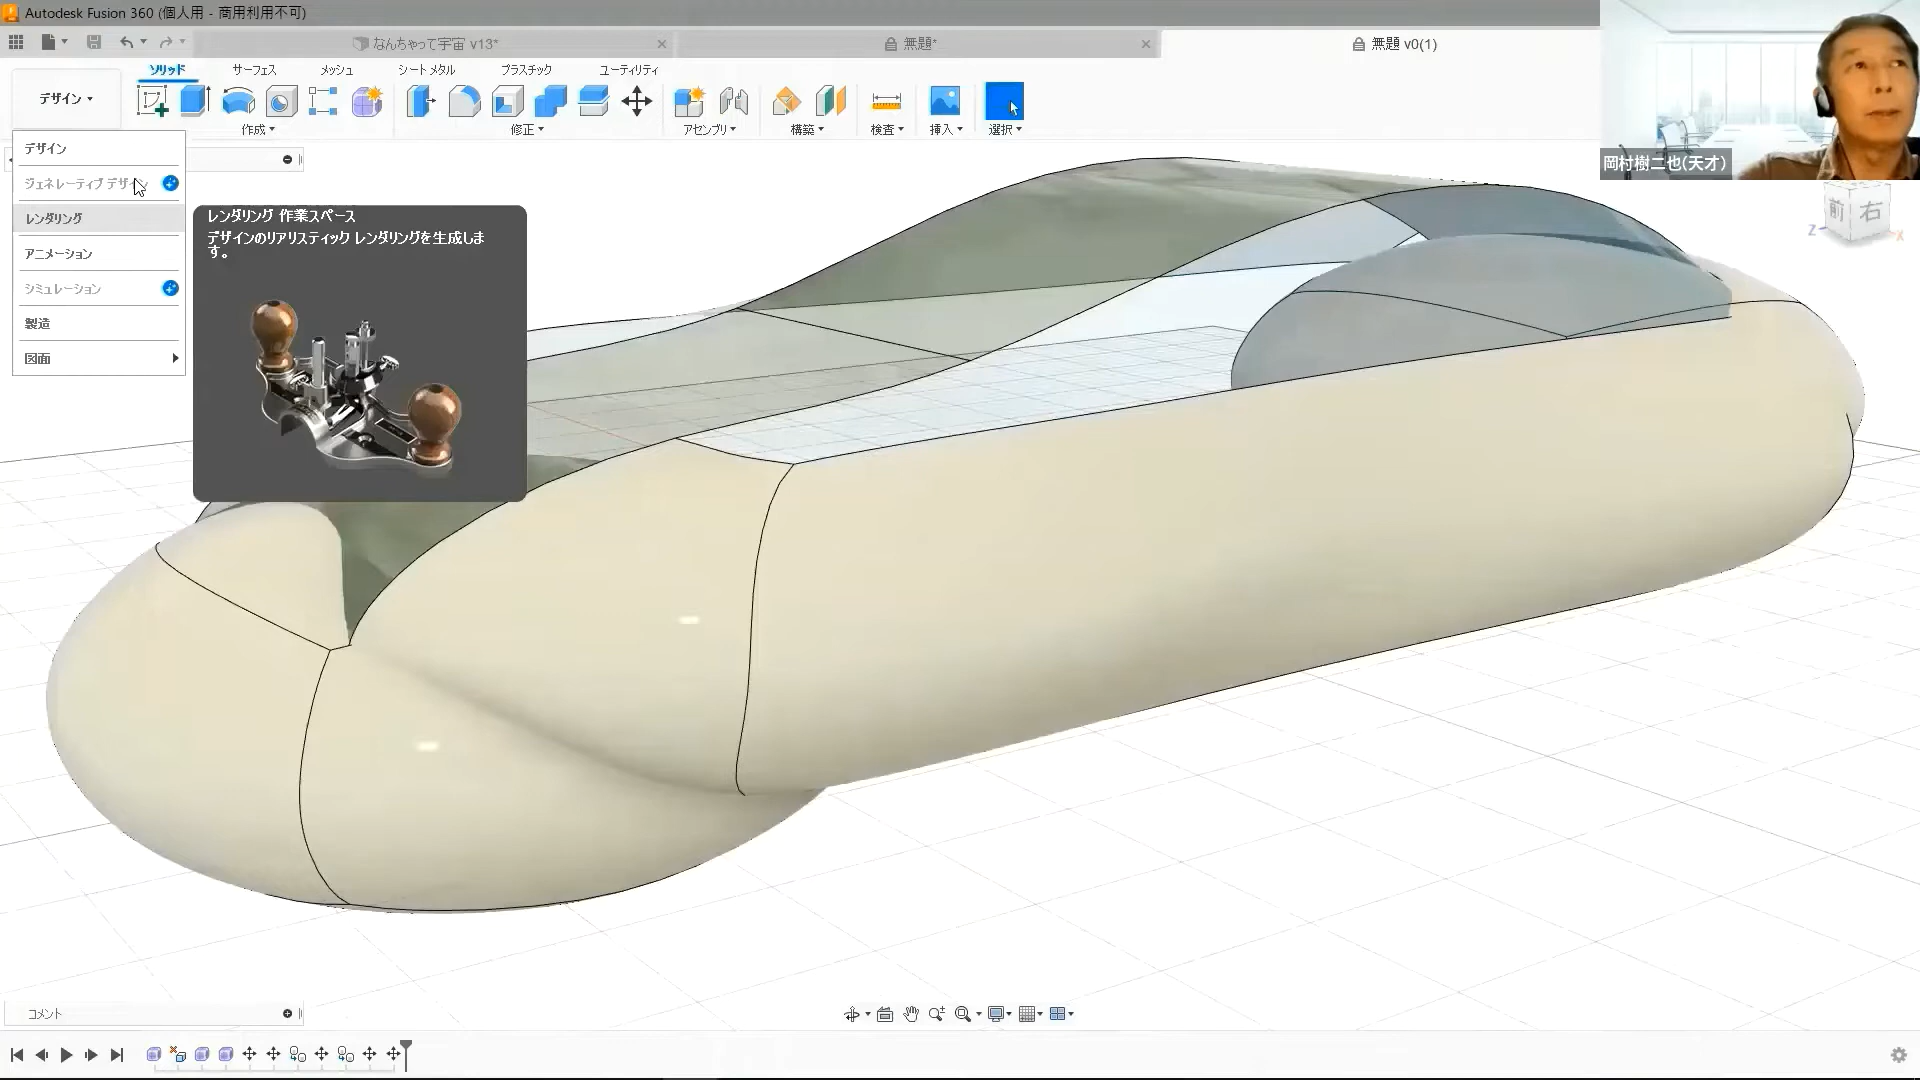 Autodesk Fusion 360 (個人用 - 商用利用不可)
なんちゃって宇宙 v13*
無題*
無題 v0(1)
ソリッド
サーフェス
メッシュ
シート メタル
プラスチック
ユーティリティ
デザイン
作成
修正
アセンブリ
構築
検査
挿入
選択
岡村樹二也(天才)
デザイン
ジェネレーティブ デザイン
レンダリング
アニメーション
シミュレーション
製造
図面
レンダリング 作業スペース
デザインのリアリスティック レンダリングを生成しま
す。
前
右
Z
X
コメント